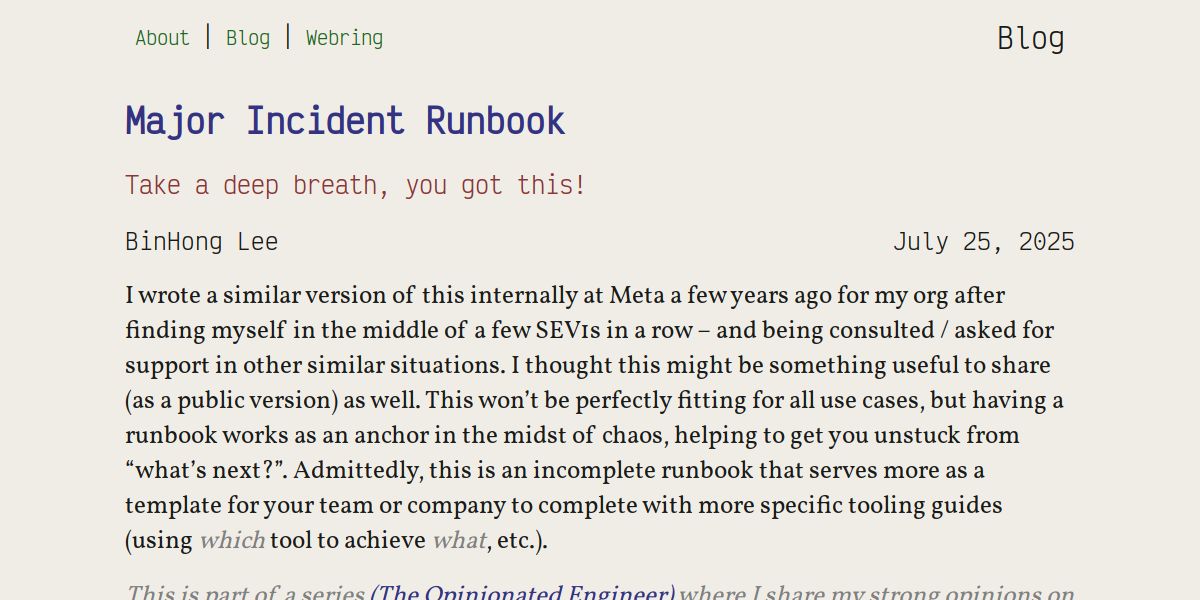 About | Blog | Webring Blog
Major Incident Runbook
Take a deep breath, you got this!
BinHong Lee July 25, 2025
I wrote a similar version of this internally at Meta a few years ago for my org after
finding myself in the middle of a few SEV1s in a row – and being consulted / asked for
support in other similar situations. I thought this might be something useful to share
(as a public version) as well. This won’t be perfectly fitting for all use cases, but having a
runbook works as an anchor in the midst of chaos, helping to get you unstuck from
“what’s next?”. Admittedly, this is an incomplete runbook that serves more as a
template for your team or company to complete with more specific tooling guides
(using which tool to achieve what, etc.).
This is part of a series (The Opinionated Engineer) where I share my strong opinions on